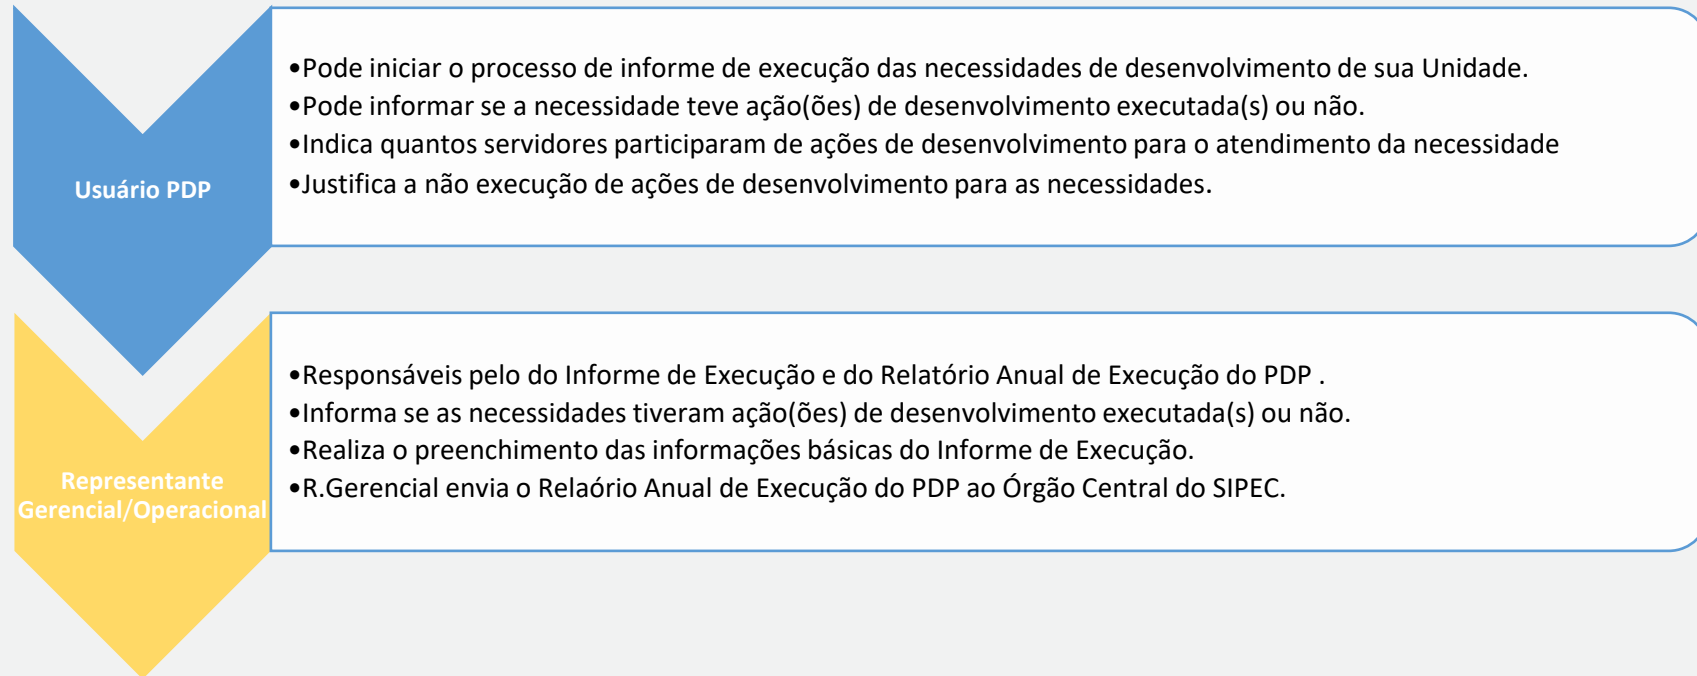 Usuário PDP
•Pode iniciar o processo de informe de execução das necessidades de desenvolvimento de sua Unidade.
•Pode informar se a necessidade teve ação(ões) de desenvolvimento executada(s) ou não.
•Indica quantos servidores participaram de ações de desenvolvimento para o atendimento da necessidade
•Justifica a não execução de ações de desenvolvimento para as necessidades.
Representante
Gerencial/Operacional
•Responsáveis pelo do Informe de Execução e do Relatório Anual de Execução do PDP .
•Informa se as necessidades tiveram ação(ões) de desenvolvimento executada(s) ou não.
•Realiza o preenchimento das informações básicas do Informe de Execução.
•R.Gerencial envia o Relaório Anual de Execução do PDP ao Órgão Central do SIPEC.